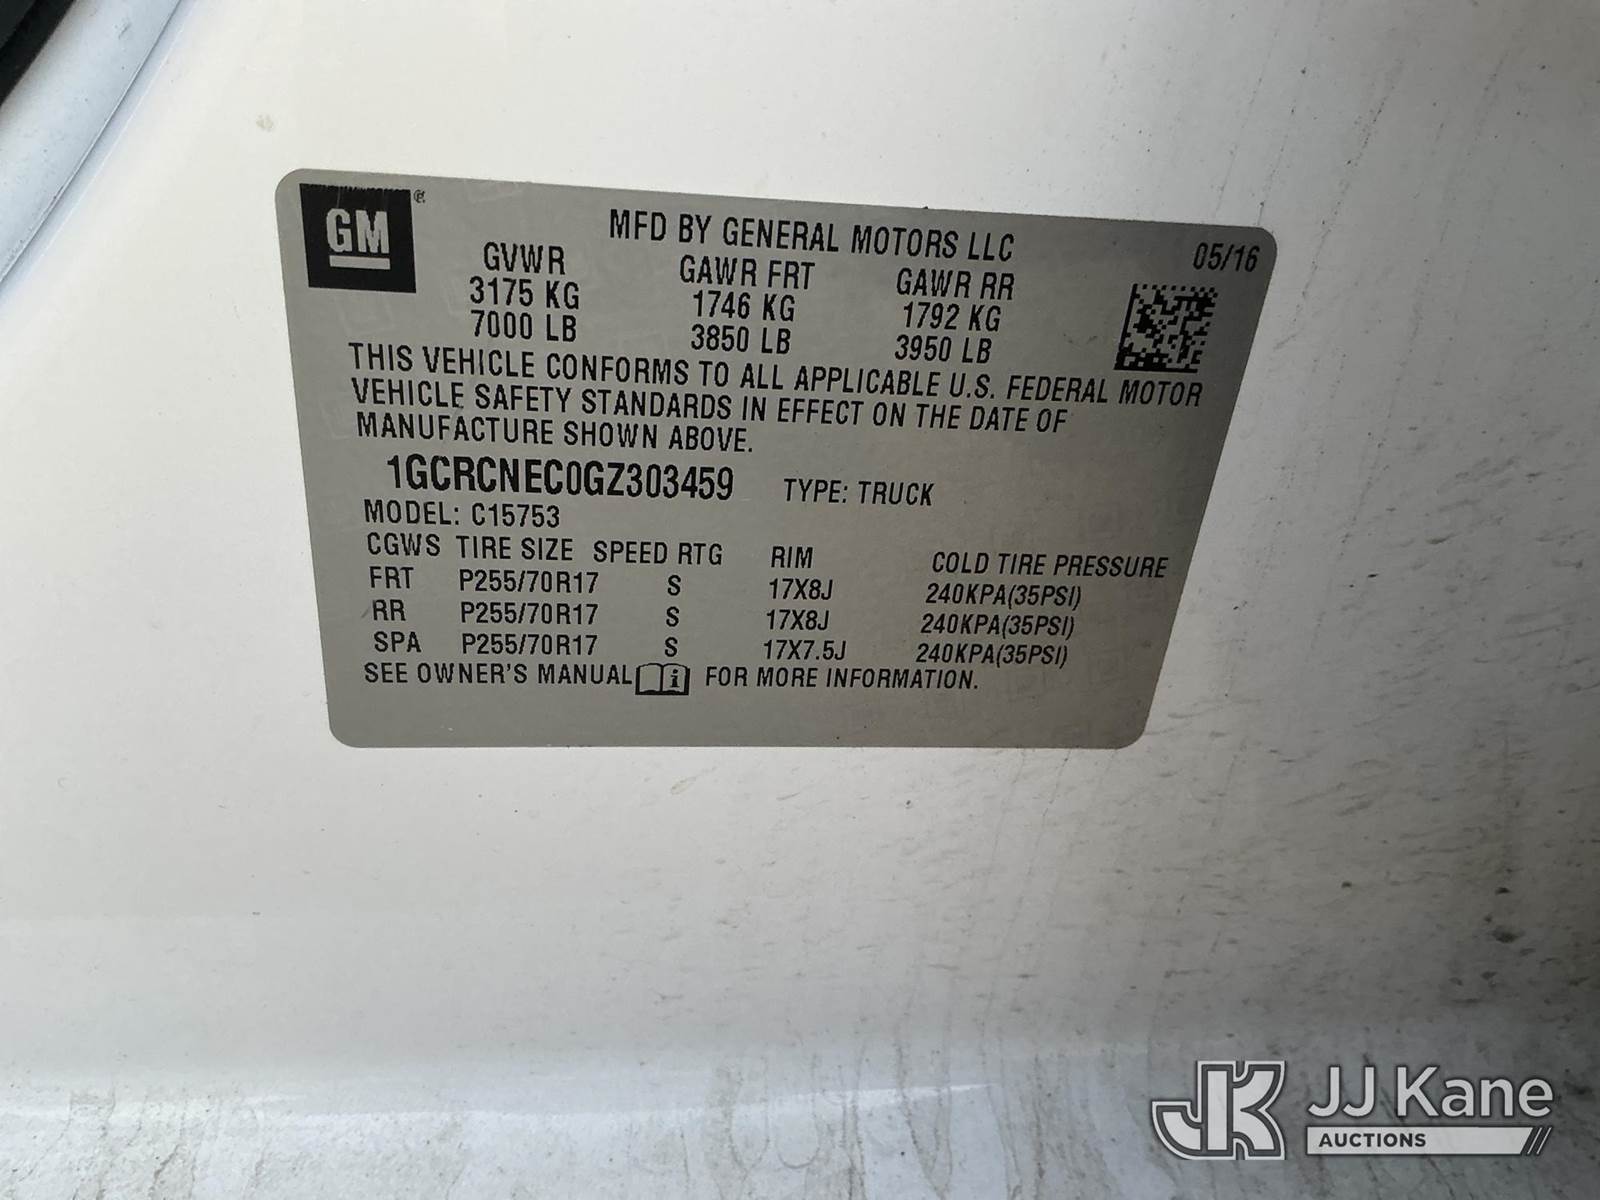 GM
MFD BY GENERAL MOTORS LLC 05/16
GVWR GAWR FRT GAWR RR
3175 KG 1746 KG 1792 KG
7000 LB 3850 LB 3950 LB
THIS VEHICLE CONFORMS TO ALL APPLICABLE U.S. FEDERAL MOTOR
VEHICLE SAFETY STANDARDS IN EFFECT ON THE DATE OF
MANUFACTURE SHOWN ABOVE.
1GCRCNEC0GZ303459 TYPE: TRUCK
MODEL: C15753
CGWS TIRE SIZE SPEED RTG RIM COLD TIRE PRESSURE
FRT P255/70R17 S 17X8J 240KPA(35PSI)
RR P255/70R17 S 17X8J 240KPA(35PSI)
SPA P255/70R17 S 17X7.5J 240KPA(35PSI)
SEE OWNER'S MANUAL i FOR MORE INFORMATION.
JK JJ Kane
AUCTIONS